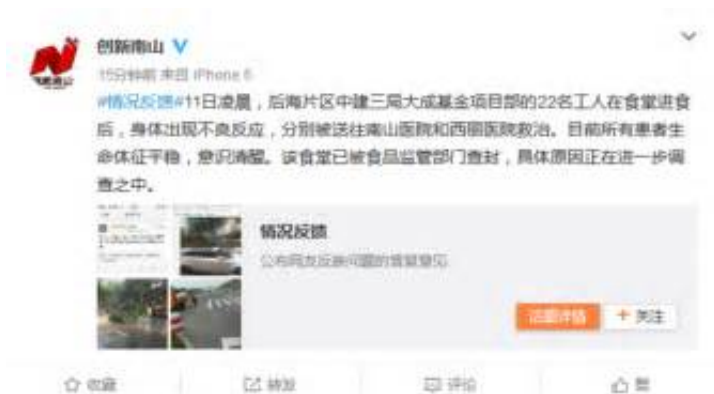 创新南山
15分钟前 来自 iPhone 6
#情况反馈#11日凌晨，后海片区中建三局大成基金项目部的22名工人在食堂进食
后，身体出现不良反应，分别被送往南山医院和西丽医院救治。目前所有患者生
命体征平稳，意识清醒。该食堂已被食品监管部门查封，具体原因正在进一步调
查之中。
情况反馈
公布网友反映问题的
话题详情
+ 关注
收藏
转发
评论
赞